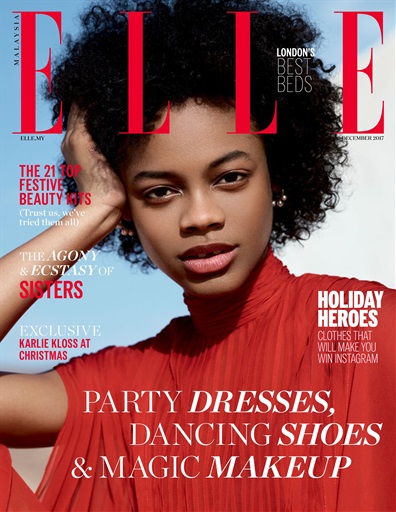 MALAYSIA
ELLE
LONDON'S
BEST
BEDS
ELLE.MY
DECEMBER 2017
THE 21 TOP
FESTIVE
BEAUTY KITS
(Trust us, we've
tried them all)
THE AGONY
& ECSTASY OF
SISTERS
EXCLUSIVE
KARLIE KLOSS AT
CHRISTMAS
HOLIDAY
HEROES
CLOTHES THAT
WILL MAKE YOU
WIN INSTAGRAM
PARTY DRESSES,
DANCING SHOES
& MAGIC MAKEUP